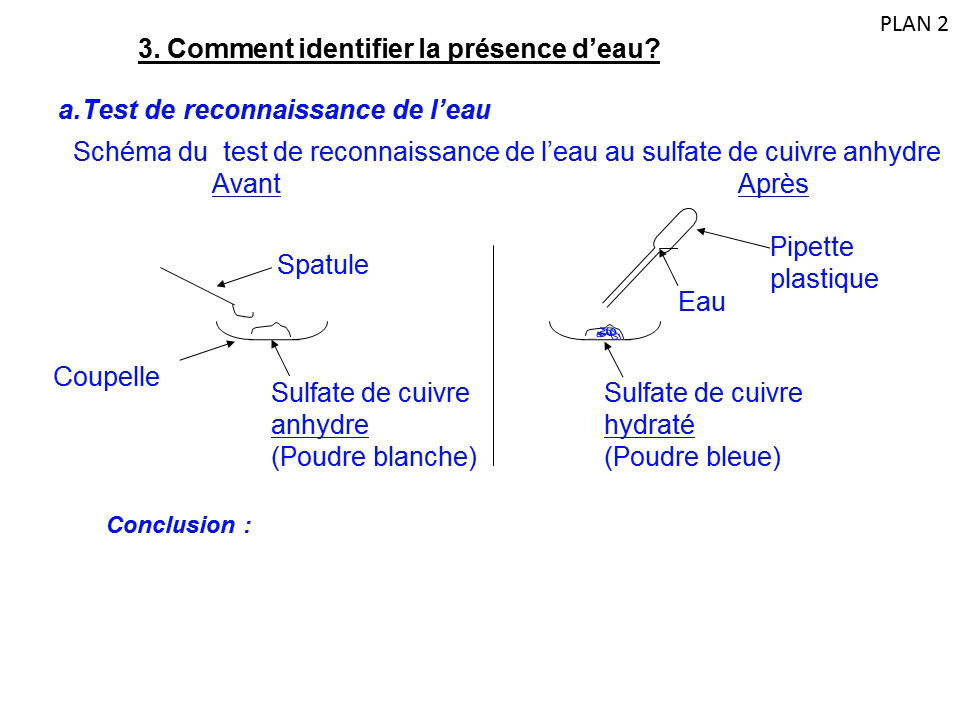 PLAN 2
3. Comment identifier la présence d’eau?
a.Test de reconnaissance de l’eau
Schéma du test de reconnaissance de l’eau au sulfate de cuivre anhydre
Avant
Après
Spatule
Pipette
plastique
Eau
Coupelle
Sulfate de cuivre
anhydre
(Poudre blanche)
Sulfate de cuivre
hydraté
(Poudre bleue)
Conclusion :